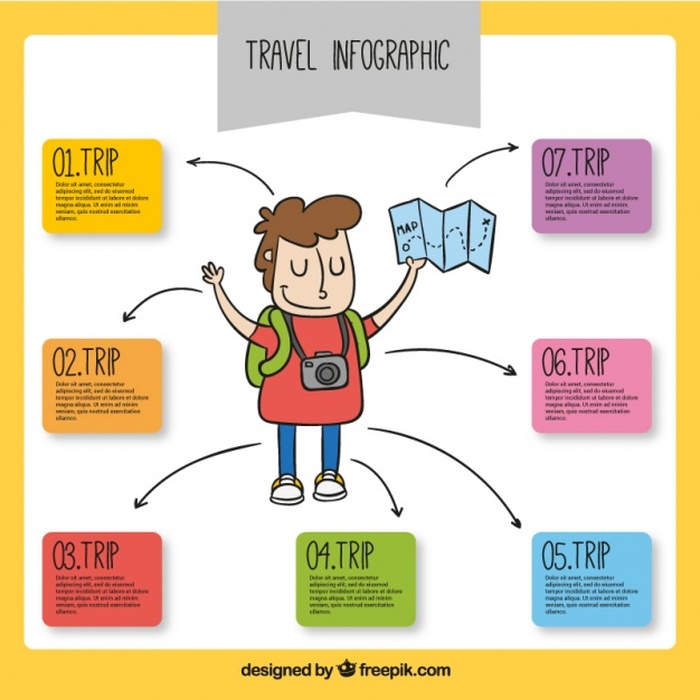 TRAVEL INFOGRAPHIC
01.TRIP
Dolor sit amet, consectetur
adipiscing elit, sed do eiusmod
tempor incididunt ut labore et dolore
magna aliqua. Ut enim ad minim
veniam, quis nostrud exercitation
ullamco.
07.TRIP
Dolor sit amet, consectetur
adipiscing elit, sed do eiusmod
tempor incididunt ut labore et dolore
magna aliqua. Ut enim ad minim
veniam, quis nostrud exercitation
ullamco.
MAP
X
02.TRIP
Dolor sit amet, consectetur
adipiscing elit, sed do eiusmod
tempor incididunt ut labore et dolore
magna aliqua. Ut enim ad minim
veniam, quis nostrud exercitation
ullamco.
06.TRIP
Dolor sit amet, consectetur
adipiscing elit, sed do eiusmod
tempor incididunt ut labore et dolore
magna aliqua. Ut enim ad minim
veniam, quis nostrud exercitation
ullamco.
03.TRIP
Dolor sit amet, consectetur
adipiscing elit, sed do eiusmod
tempor incididunt ut labore et dolore
magna aliqua. Ut enim ad minim
veniam, quis nostrud exercitation
ullamco.
04.TRIP
Dolor sit amet, consectetur
adipiscing elit, sed do eiusmod
tempor incididunt ut labore et dolore
magna aliqua. Ut enim ad minim
veniam, quis nostrud exercitation
ullamco.
05.TRIP
Dolor sit amet, consectetur
adipiscing elit, sed do eiusmod
tempor incididunt ut labore et dolore
magna aliqua. Ut enim ad minim
veniam, quis nostrud exercitation
ullamco.
designed by freepik.com